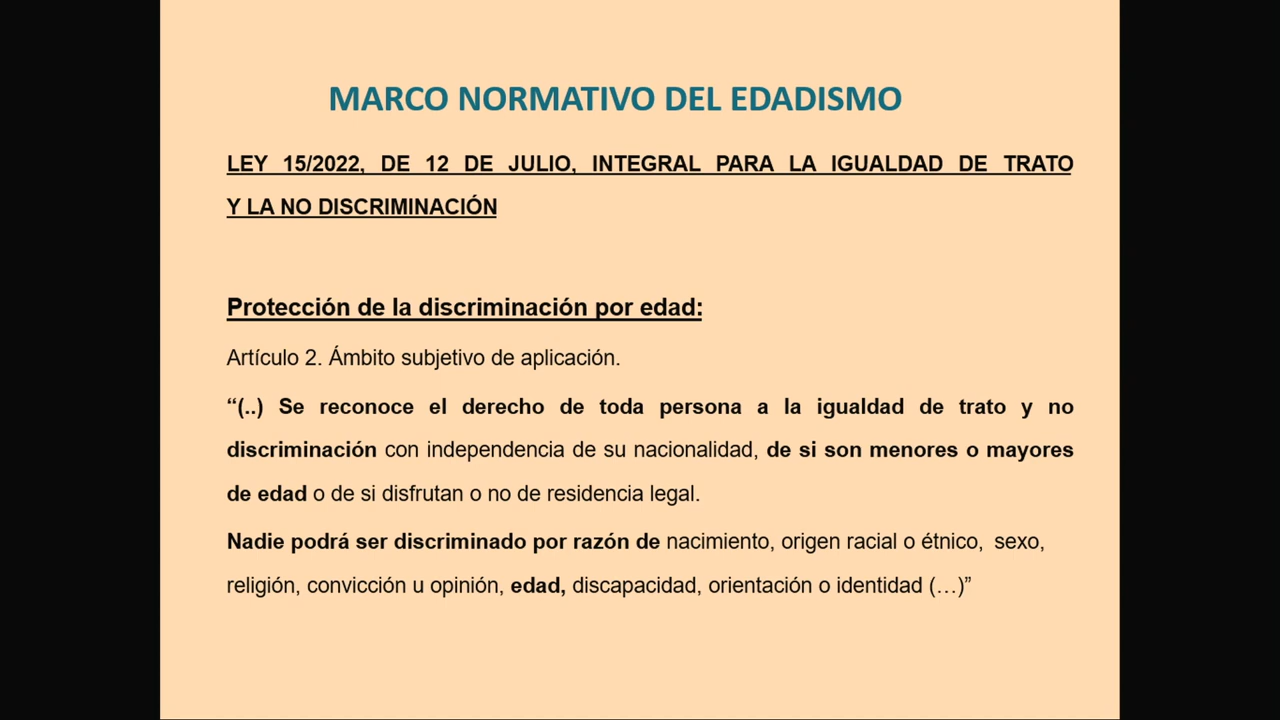 MARCO NORMATIVO DEL EDADISMO
LEY 15/2022, DE 12 DE JULIO, INTEGRAL PARA LA IGUALDAD DE TRATO
Y LA NO DISCRIMINACIÓN
Protección de la discriminación por edad:
Artículo 2. Ámbito subjetivo de aplicación.
“(..) Se reconoce el derecho de toda persona a la igualdad de trato y no
discriminación con independencia de su nacionalidad, de si son menores o mayores
de edad o de si disfrutan o no de residencia legal.
Nadie podrá ser discriminado por razón de nacimiento, origen racial o étnico, sexo,
religión, convicción u opinión, edad, discapacidad, orientación o identidad (…)”